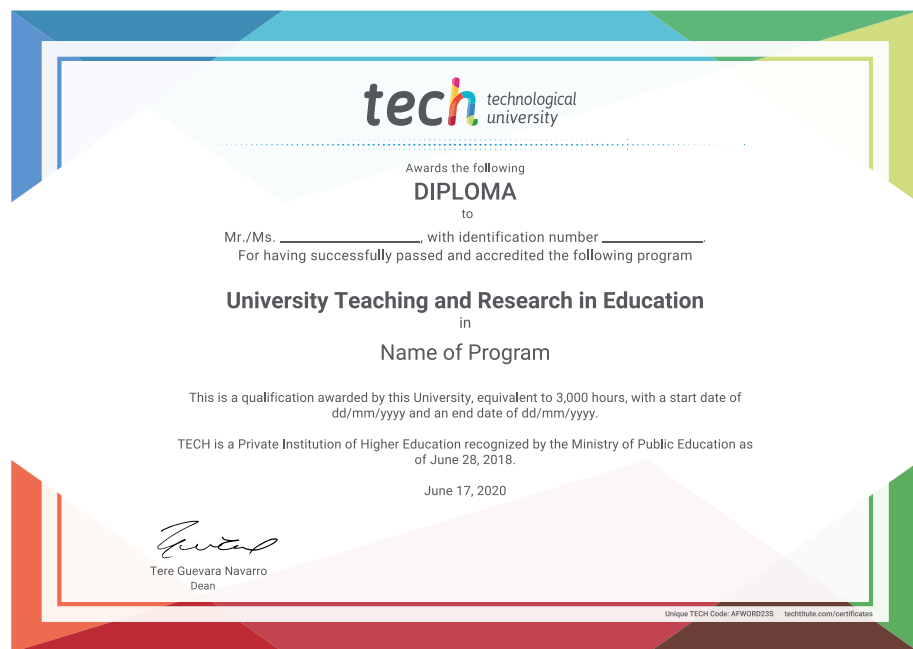 tech technological
university
Awards the following
DIPLOMA
to
Mr./Ms. ____________________, with identification number ______________.
For having successfully passed and accredited the following program
University Teaching and Research in Education
in
Name of Program
This is a qualification awarded by this University, equivalent to 3,000 hours, with a start date of
dd/mm/yyyy and an end date of dd/mm/yyyy.
TECH is a Private Institution of Higher Education recognized by the Ministry of Public Education as
of June 28, 2018.
June 17, 2020
Tere Guevara Navarro
Dean
Unique TECH Code: AFWORD23S techtitute.com/certificates